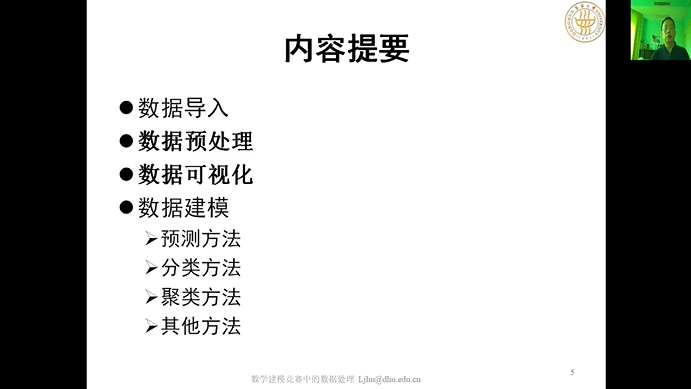 内容提要
数据导入
数据预处理
数据可视化
数据建模
预测方法
分类方法
聚类方法
其他方法
数学建模竞赛中的数据处理 Ljhu@dhu.edu.cn
5